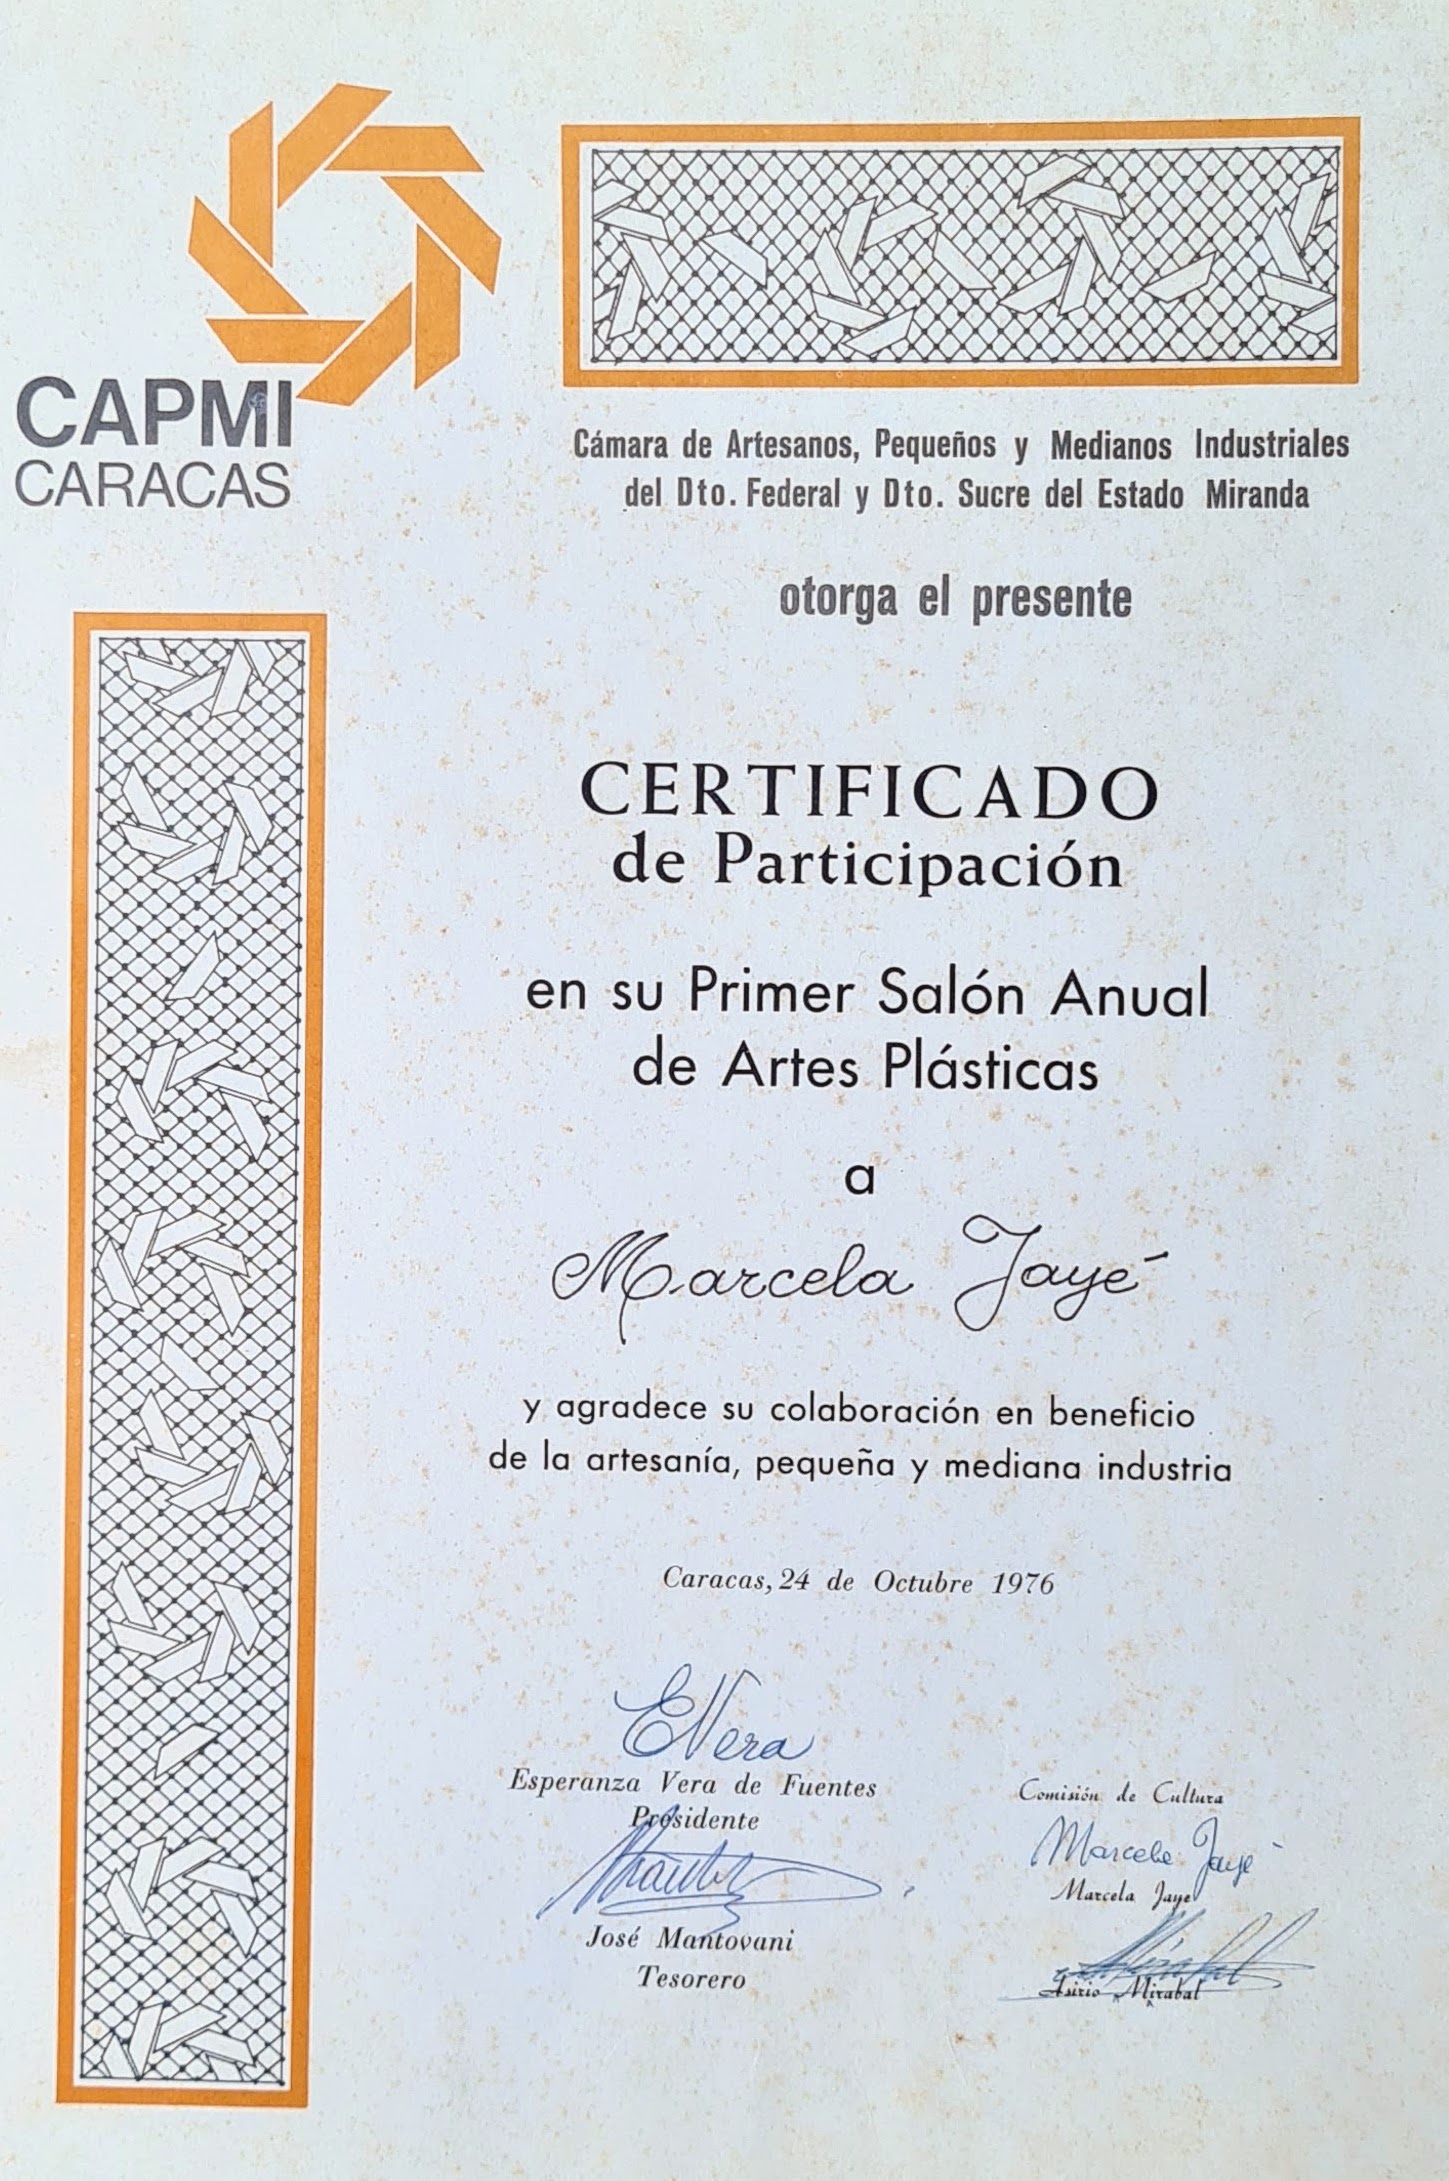 CAPMI
CARACAS
Cámara de Artesanos, Pequeños y Medianos Industriales
del Dto. Federal y Dto. Sucre del Estado Miranda
otorga el presente
CERTIFICADO
de Participación
en su Primer Salón Anual
de Artes Plásticas
a
Marcela Jayé
y agradece su colaboración en beneficio
de la artesanía, pequeña y mediana industria
Caracas, 24 de Octubre 1976
EVera
Esperanza Vera de Fuentes
Presidente
José Mantovani
Tesorero
Comisión de Cultura
Marcela Jayé
Marcela Jaye
Mirabal
Asirio Mirabal